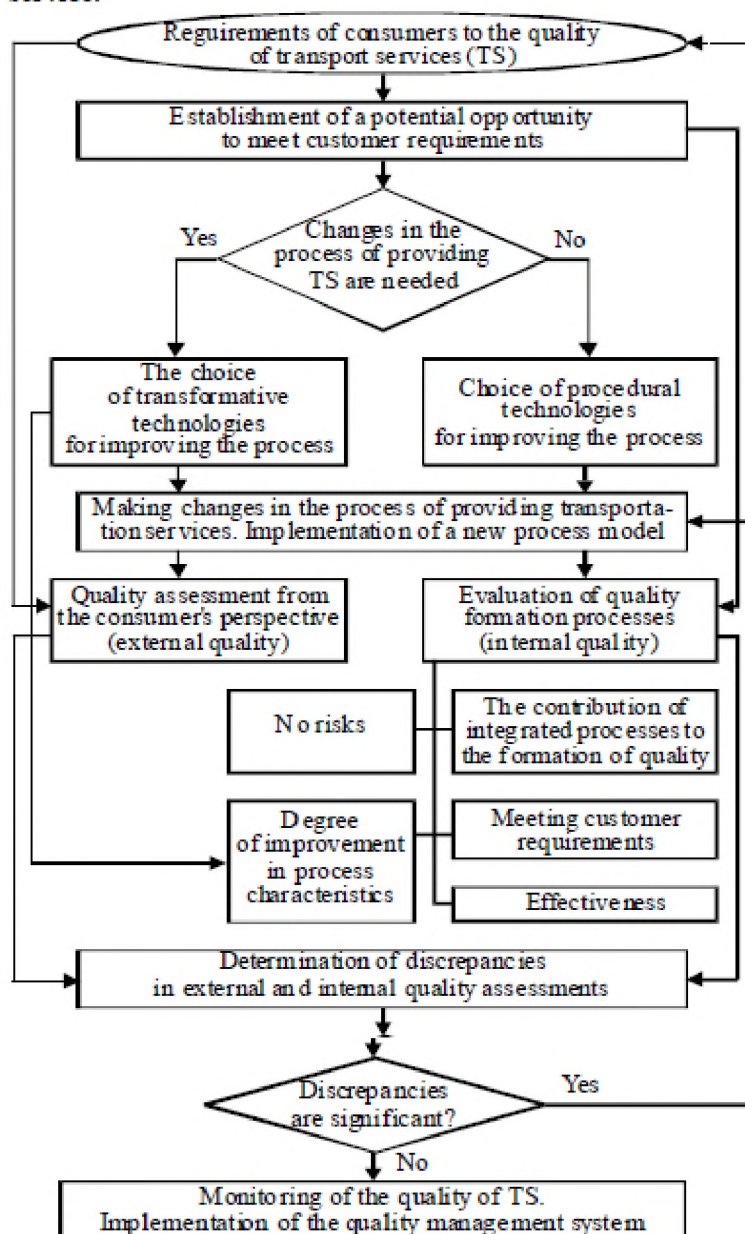 Reguirements of consumers to the quality
of transport services (TS)
Establishment of a potential opportunity
to meet customer requirements
Changes in the
process of providing
TS are needed
Yes
No
The choice
of transformative
technologies
for improving the process
Choice of procedural
technologies
for improving the process
Making changes in the process of providing transporta-
tion services. Implementation of a new process model
Quality assessment from
the consumer's perspective
(external quality)
Evaluation of quality
formation processes
(internal quality)
No risks
The contribution of
integrated processes to
the formation of quality
Degree
of improvement
in process
characteristics
Meeting customer
requirements
Effectiveness
Determination of discrepancies
in external and internal quality assessments
Discrepancies
are significant?
Yes
No
Monitoring of the quality of TS.
Implementation of the quality management system